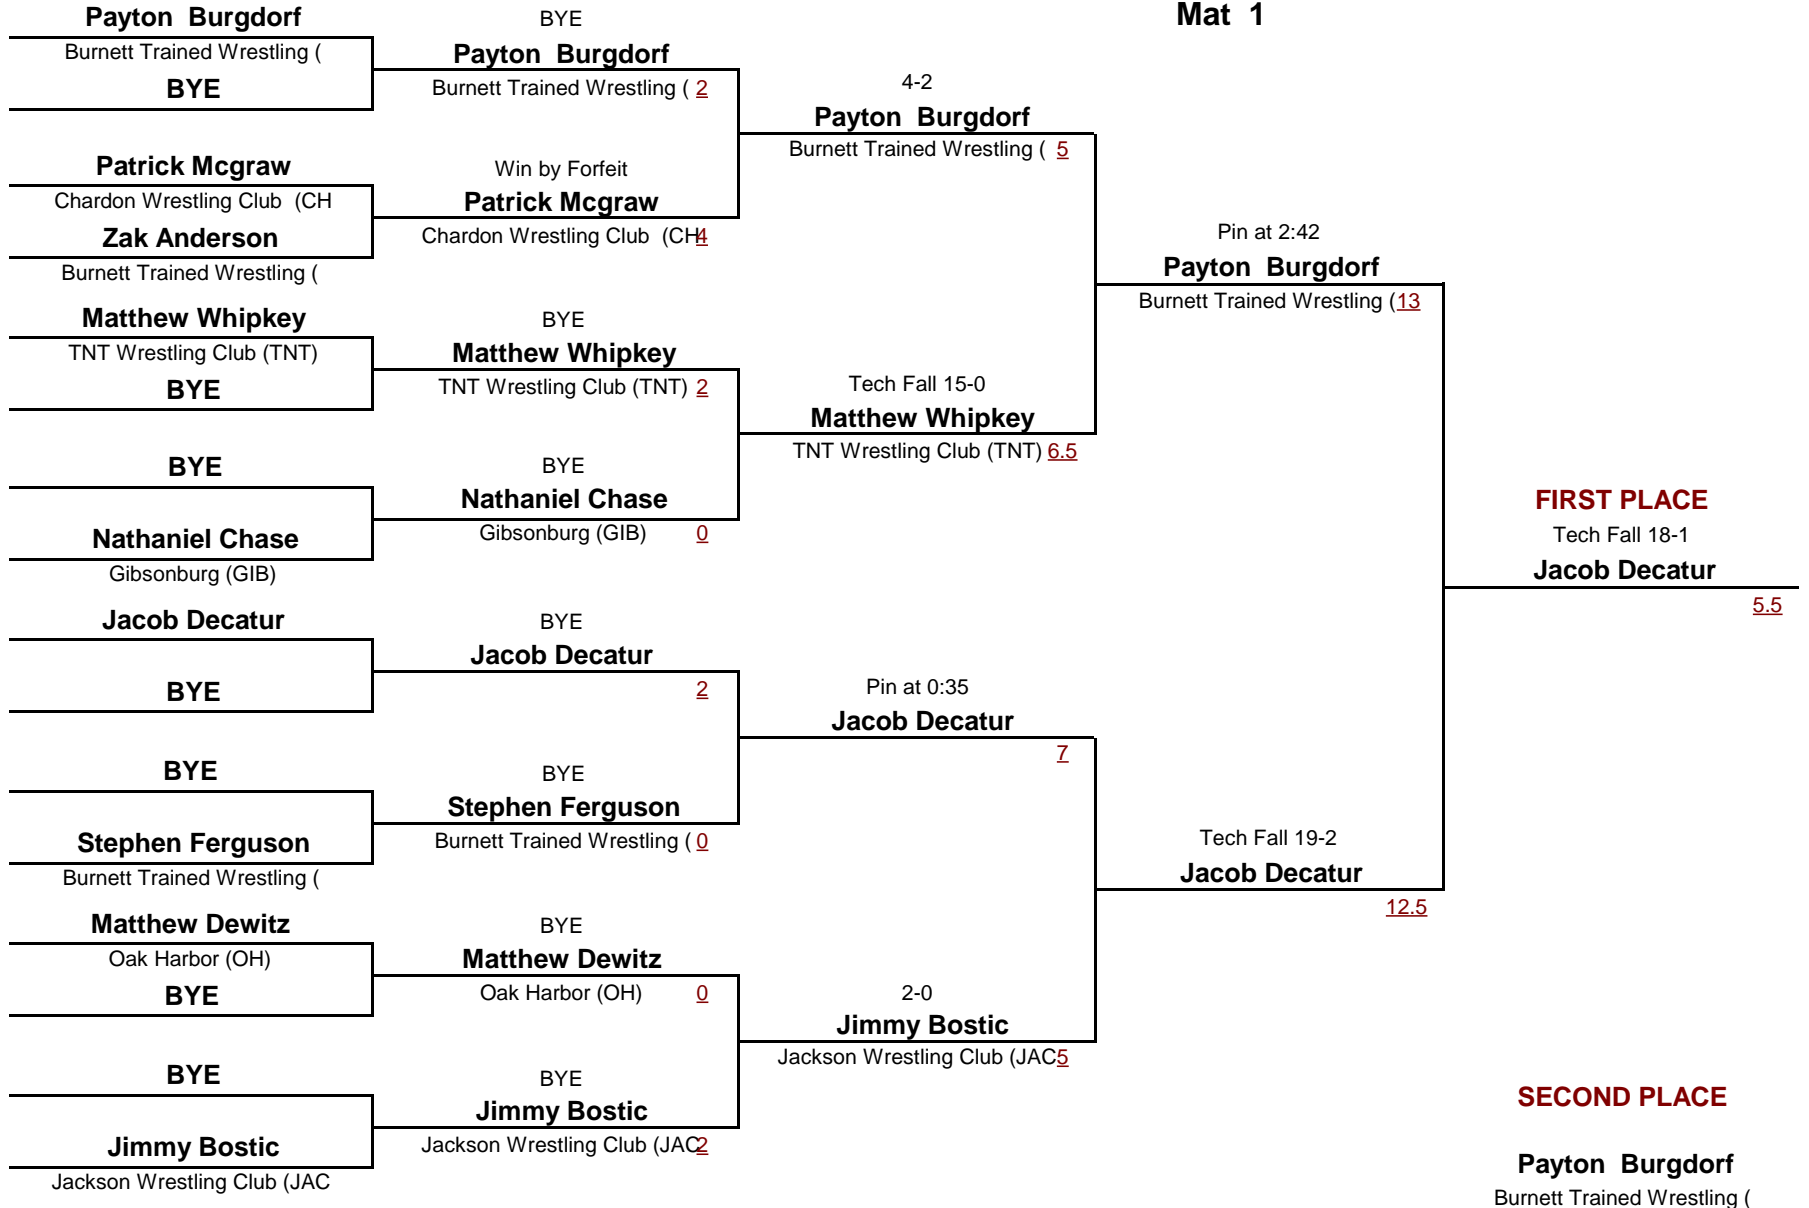 Mat 1
Payton Burgdorf
Burnett Trained Wrestling (
BYE
Patrick Mcgraw
Chardon Wrestling Club (CH
Zak Anderson
Burnett Trained Wrestling (
Matthew Whipkey
TNT Wrestling Club (TNT)
BYE
BYE
Nathaniel Chase
Gibsonburg (GIB)
Jacob Decatur
BYE
BYE
Stephen Ferguson
Burnett Trained Wrestling (
Matthew Dewitz
Oak Harbor (OH)
BYE
BYE
Jimmy Bostic
Jackson Wrestling Club (JAC
BYE
Payton Burgdorf
Burnett Trained Wrestling ( 2
Win by Forfeit
Patrick Mcgraw
Chardon Wrestling Club (CH4
BYE
Matthew Whipkey
TNT Wrestling Club (TNT) 2
BYE
Nathaniel Chase
Gibsonburg (GIB) 0
BYE
Jacob Decatur
2
BYE
Stephen Ferguson
Burnett Trained Wrestling ( 0
BYE
Matthew Dewitz
Oak Harbor (OH) 0
BYE
Jimmy Bostic
Jackson Wrestling Club (JAC2
4-2
Payton Burgdorf
Burnett Trained Wrestling ( 5
Tech Fall 15-0
Matthew Whipkey
TNT Wrestling Club (TNT) 6.5
Pin at 0:35
Jacob Decatur
7
2-0
Jimmy Bostic
Jackson Wrestling Club (JAC5
Pin at 2:42
Payton Burgdorf
Burnett Trained Wrestling (13
Tech Fall 19-2
Jacob Decatur
12.5
FIRST PLACE
Tech Fall 18-1
Jacob Decatur
5.5
SECOND PLACE
Payton Burgdorf
Burnett Trained Wrestling (